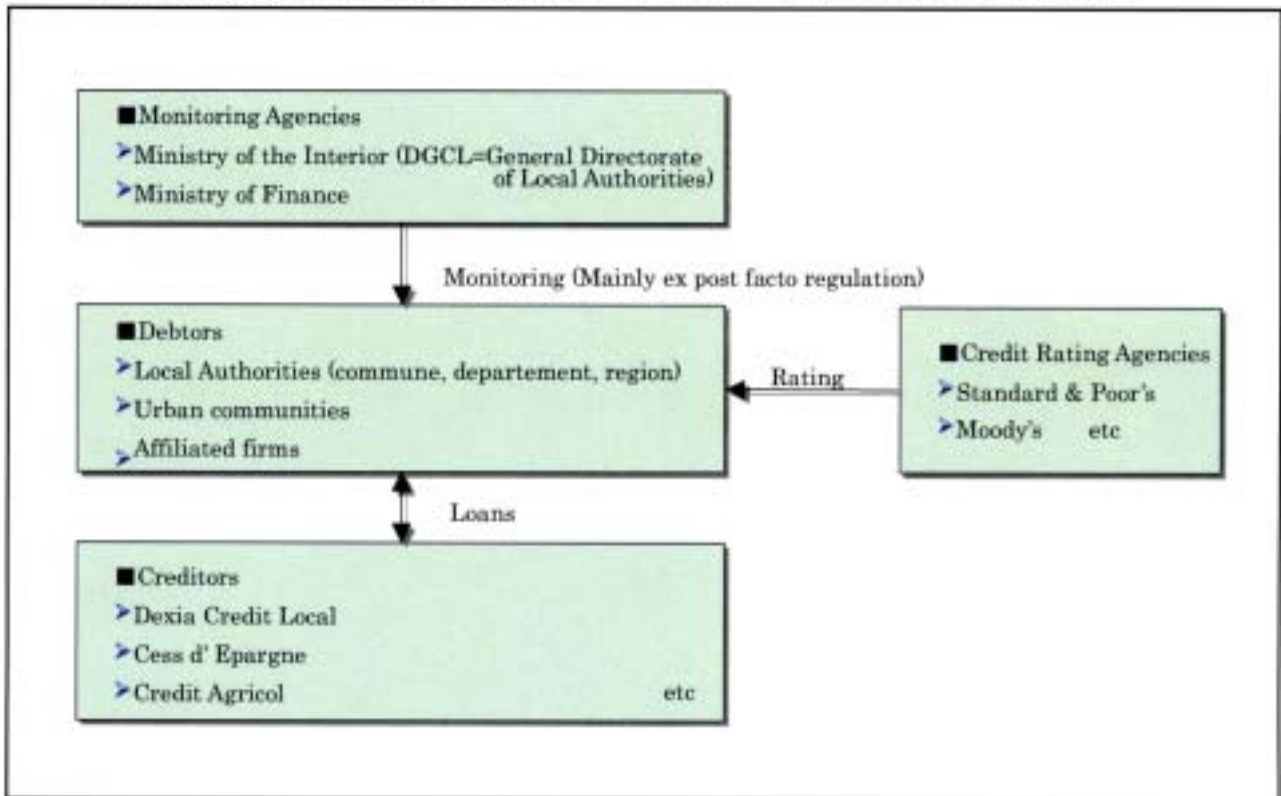 ■Monitoring Agencies
➢Ministry of the Interior (DGCL=General Directorate
of Local Authorities)
➢Ministry of Finance
Monitoring (Mainly ex post facto regulation)
■Debtors
➢Local Authorities (commune, departement, region)
➢Urban communities
➢Affiliated firms
Rating
■Credit Rating Agencies
➢Standard & Poor's
➢Moody's etc
Loans
■Creditors
➢Dexia Credit Local
➢Cess d' Epargne
➢Credit Agricol etc